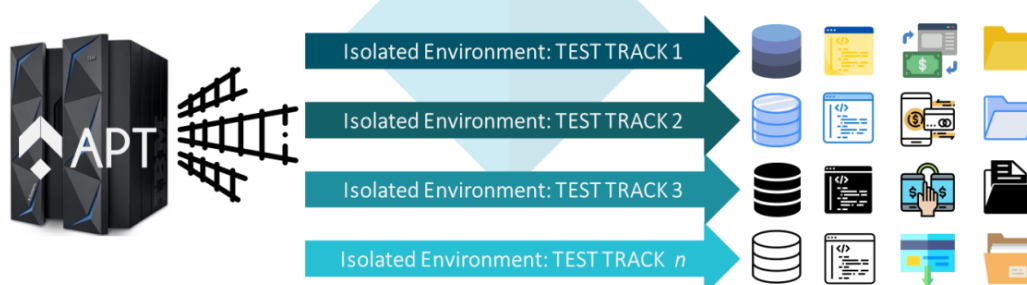 APT
Isolated Environment: TEST TRACK 1
Isolated Environment: TEST TRACK 2
Isolated Environment: TEST TRACK 3
Isolated Environment: TEST TRACK n